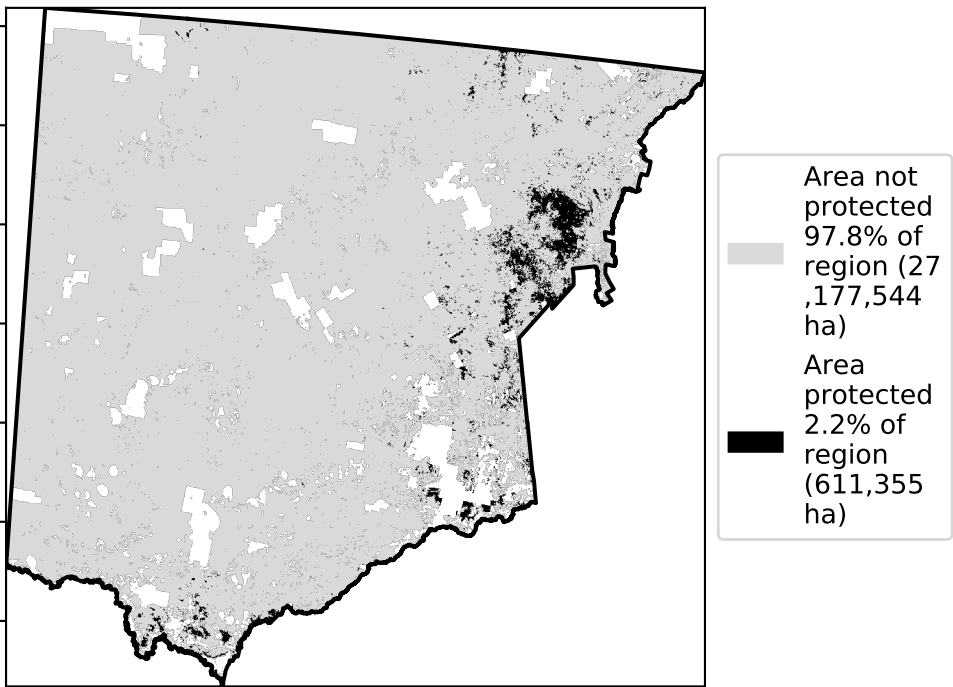 Area not
protected
97.8% of
region (27
,177,544
ha)
Area
protected
2.2% of
region
(611,355
ha)